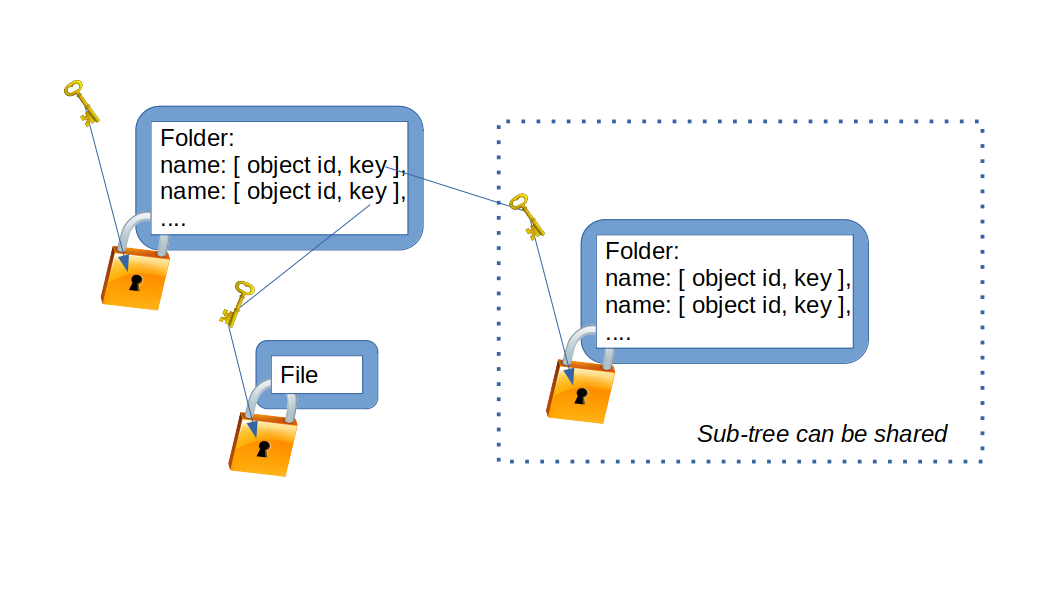 Folder:
name: [ object id, key ],
name: [ object id, key ],
....
File
Folder:
name: [ object id, key ],
name: [ object id, key ],
....
Sub-tree can be shared